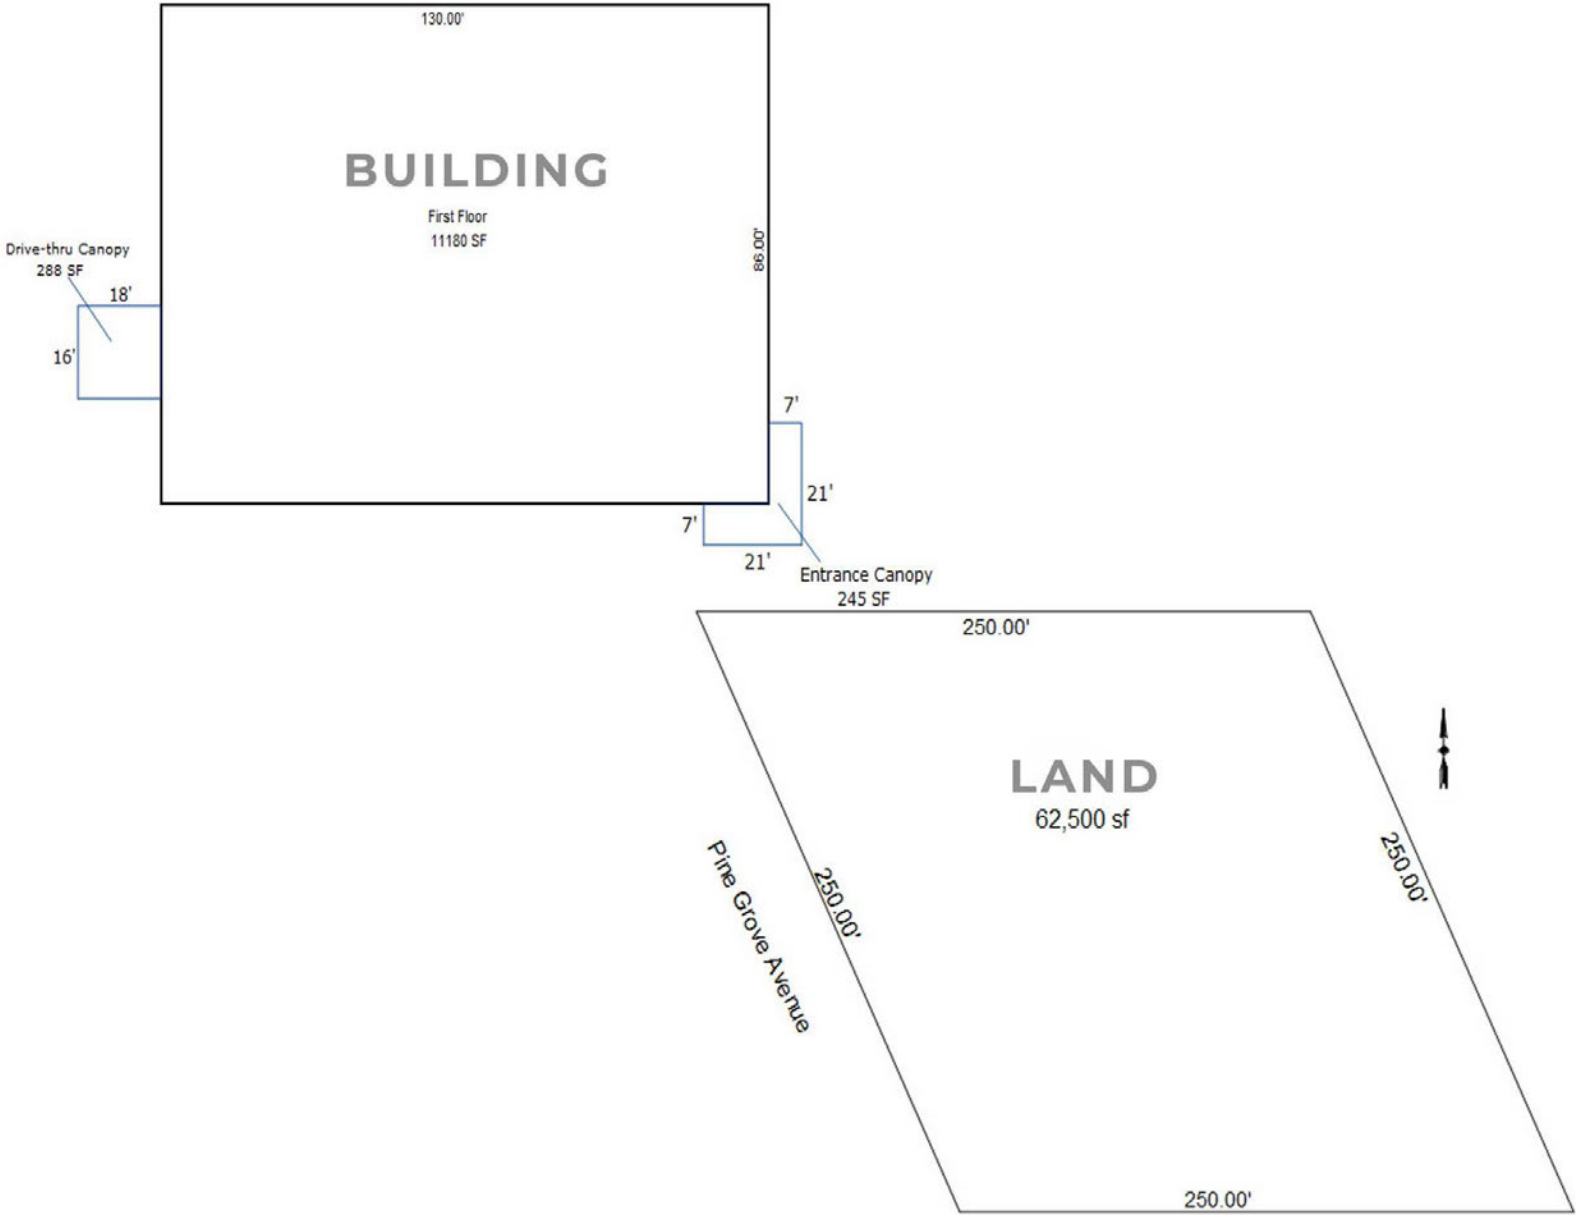 130.00'
BUILDING
First Floor
11180 SF
86.00'
Drive-thru Canopy
288 SF
18'
16'
7'
21'
7'
21'
Entrance Canopy
245 SF
250.00'
LAND
62,500 sf
250.00'
250.00'
Pine Grove Avenue
250.00'